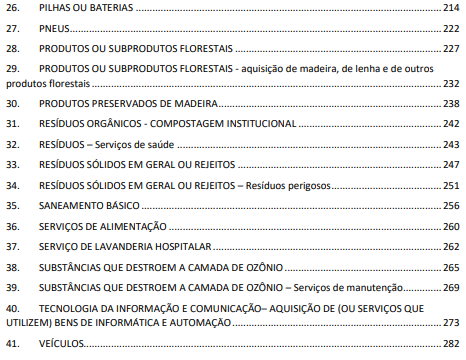 26. PILHAS OU BATERIAS ........ 214
27. PNEUS........ 222
28. PRODUTOS OU SUBPRODUTOS FLORESTAIS ........ 227
29. PRODUTOS OU SUBPRODUTOS FLORESTAIS - aquisição de madeira, de lenha e de outros
produtos florestais ........ 232
30. PRODUTOS PRESERVADOS DE MADEIRA........ 238
31. RESÍDUOS ORGÂNICOS - COMPOSTAGEM INSTITUCIONAL ........ 242
32. RESÍDUOS – Serviços de saúde ........ 243
33. RESÍDUOS SÓLIDOS EM GERAL OU REJEITOS ........ 247
34. RESÍDUOS SÓLIDOS EM GERAL OU REJEITOS – Resíduos perigosos........ 251
35. SANEAMENTO BÁSICO ........ 256
36. SERVIÇOS DE ALIMENTAÇÃO ........ 260
37. SERVIÇO DE LAVANDERIA HOSPITALAR ........ 262
38. SUBSTÂNCIAS QUE DESTROEM A CAMADA DE OZÔNIO ........ 265
39. SUBSTÂNCIAS QUE DESTROEM A CAMADA DE OZÔNIO – Serviços de manutenção........ 269
40. TECNOLOGIA DA INFORMAÇÃO E COMUNICAÇÃO– AQUISIÇÃO DE (OU SERVIÇOS QUE
UTILIZEM) BENS DE INFORMÁTICA E AUTOMAÇÃO ........ 273
41. VEÍCULOS........ 282